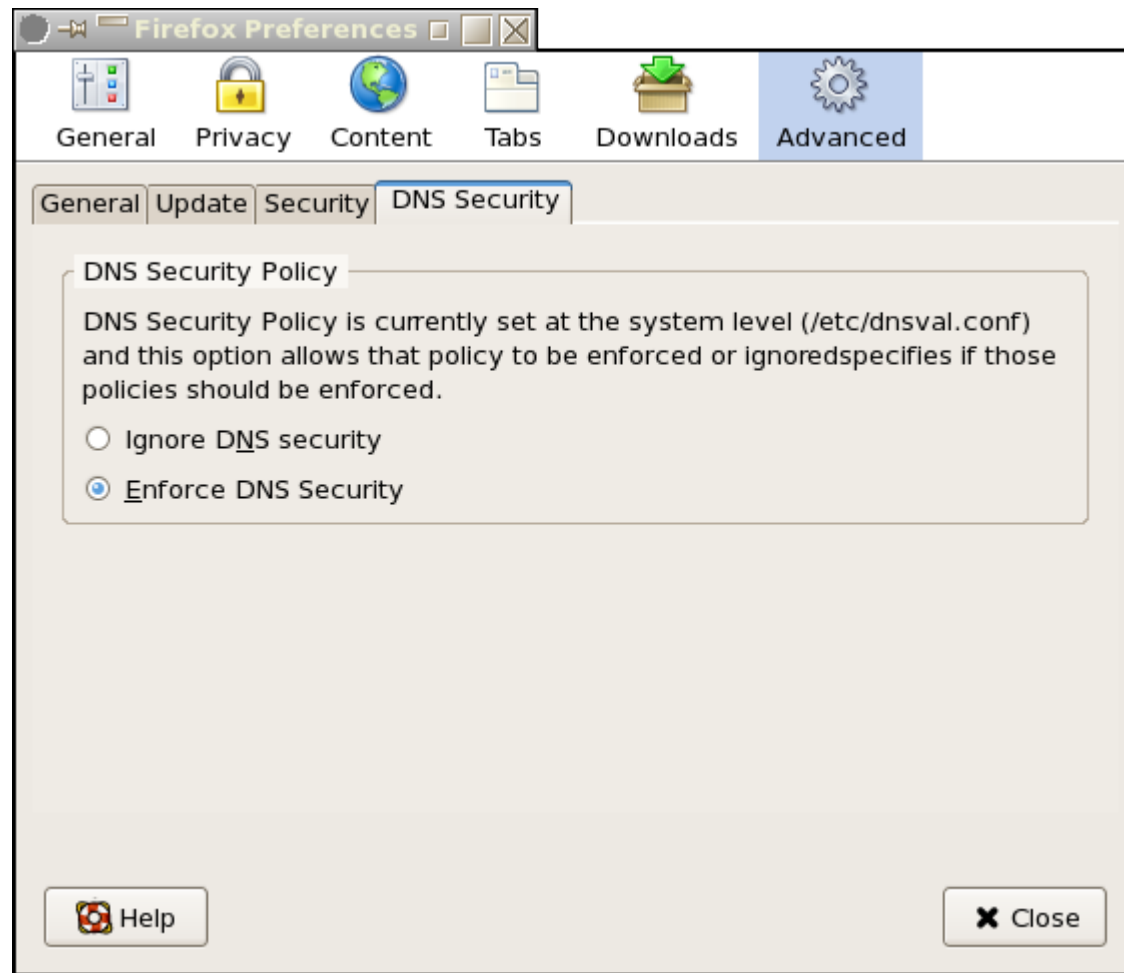 Firefox Preferences
General Privacy Content Tabs Downloads Advanced
General Update Security DNS Security
DNS Security Policy
DNS Security Policy is currently set at the system level (/etc/dnsval.conf)
and this option allows that policy to be enforced or ignoredspecifies if those
policies should be enforced.
Ignore DNS security
Enforce DNS Security
Help Close